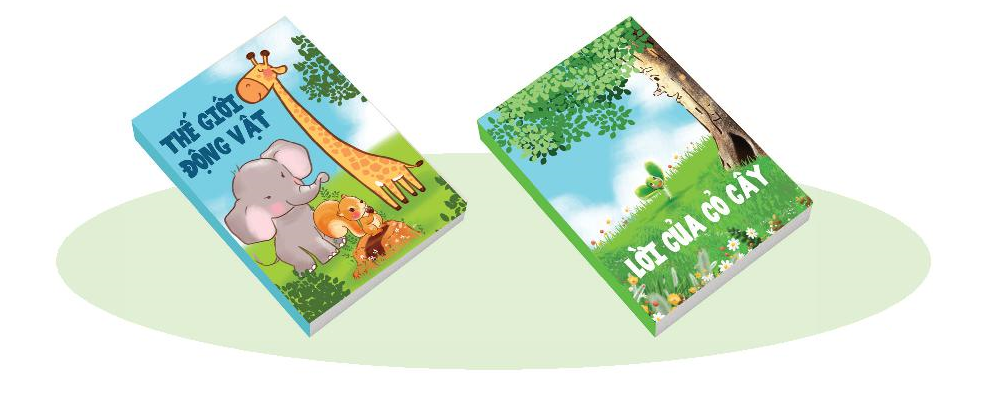 THẾ GIỚI
ĐỘNG VẬT
LỜI CỦA CỎ CÂY